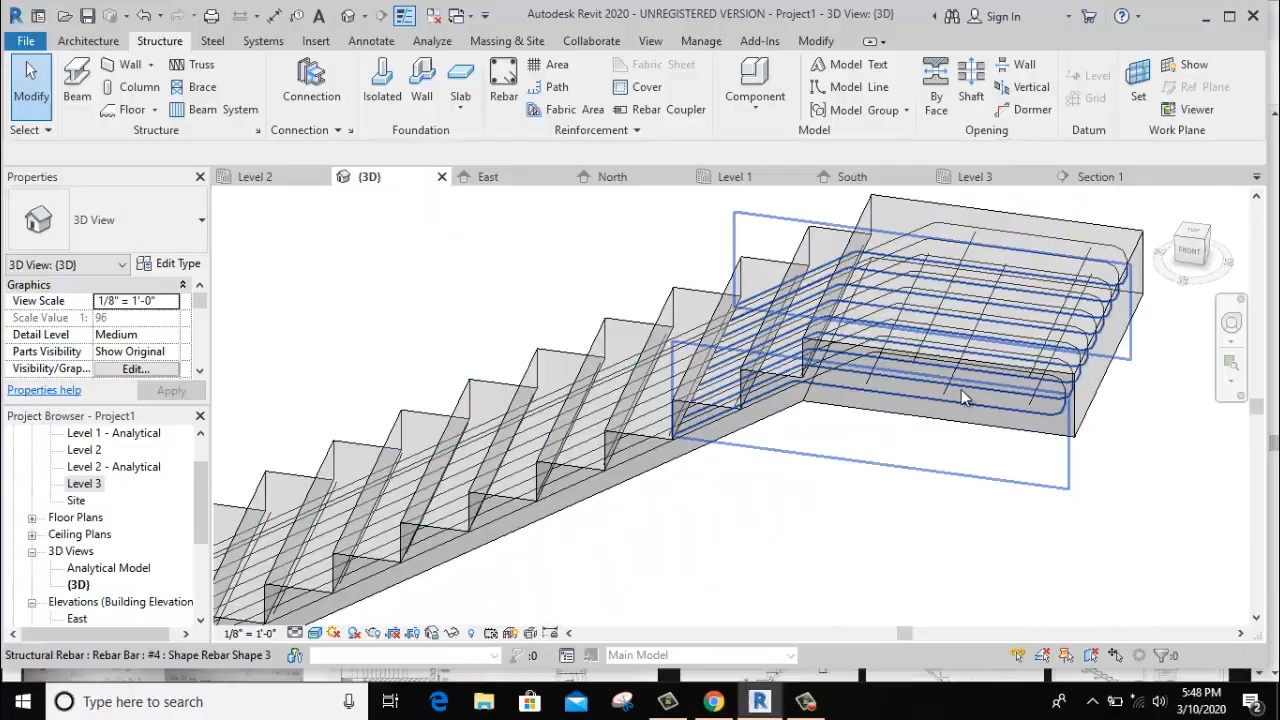 Autodesk Revit 2020 - UNREGISTERED VERSION - Project1 - 3D View: {3D}
Sign In
File Architecture Structure Steel Systems Insert Annotate Analyze Massing & Site Collaborate View Manage Add-Ins Modify
Modify
Beam
Wall
Truss
Column
Brace
Floor
Beam System
Connection
Isolated
Wall
Slab
Rebar
Area
Path
Fabric Area
Fabric Sheet
Cover
Rebar Coupler
Component
Model Text
Model Line
Model Group
By Face
Shaft
Wall
Vertical
Dormer
Level
Grid
Set
Show
Ref Plane
Viewer
Select Structure Connection Foundation Reinforcement Model Opening Datum Work Plane
Properties
Level 2 {3D} East North Level 1 South Level 3 Section 1
3D View
3D View: {3D} Edit Type
Graphics
View Scale 1/8" = 1'-0"
Scale Value 1: 96
Detail Level Medium
Parts Visibility Show Original
Visibility/Grap... Edit...
Properties help Apply
Project Browser - Project1
Level 1 - Analytical
Level 2
Level 2 - Analytical
Level 3
Site
Floor Plans
Ceiling Plans
3D Views
Analytical Model
{3D}
Elevations (Building Elevation
East
FRONT
1/8" = 1'-0"
Structural Rebar : Rebar Bar : #4 : Shape Rebar Shape 3
:0
Main Model
:0
Type here to search
5:48 PM
3/10/2020
2